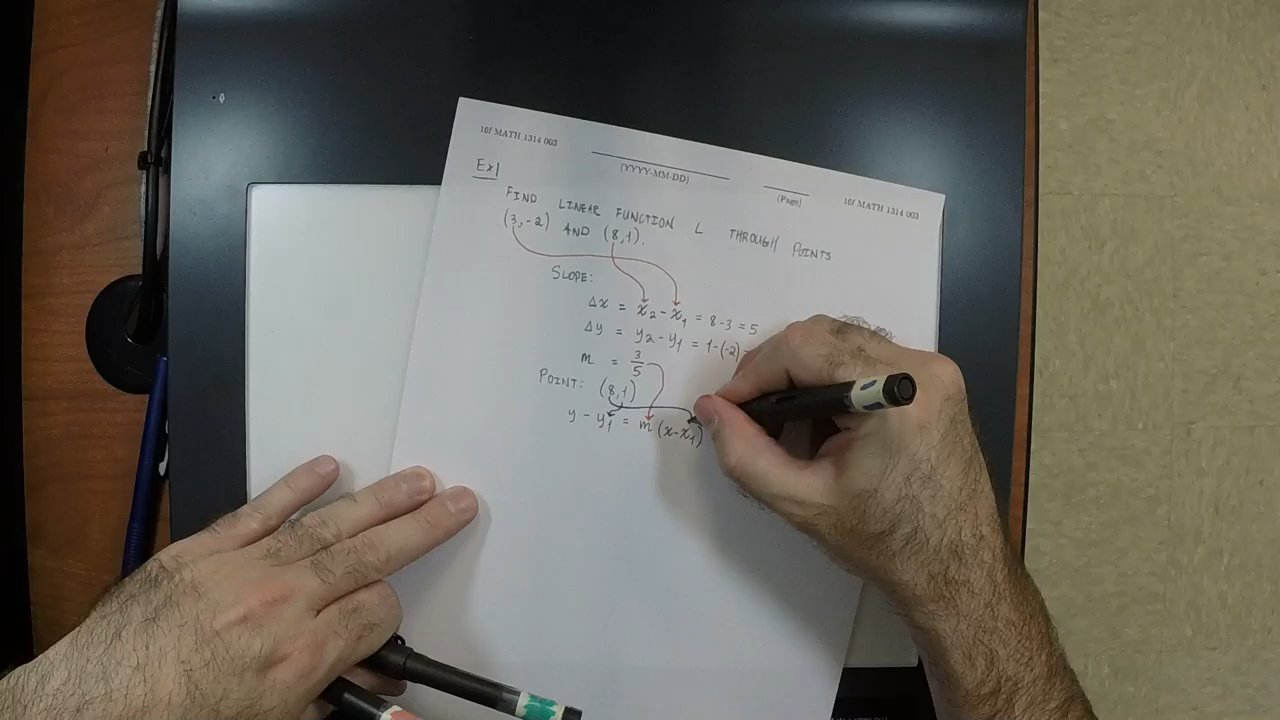 16f MATH 1314 003
(YYYY-MM-DD)
(Page)
16f MATH 1314 003
Ex1
FIND LINEAR FUNCTION L THROUGH POINTS
(3,-2) AND (8,1).
SLOPE:
Δx = x₂-x₁ = 8-3 = 5
Δy = y₂-y₁ = 1-(-2) =
m = 3/5
POINT: (8,1)
y - y₁ = m (x-x₁)